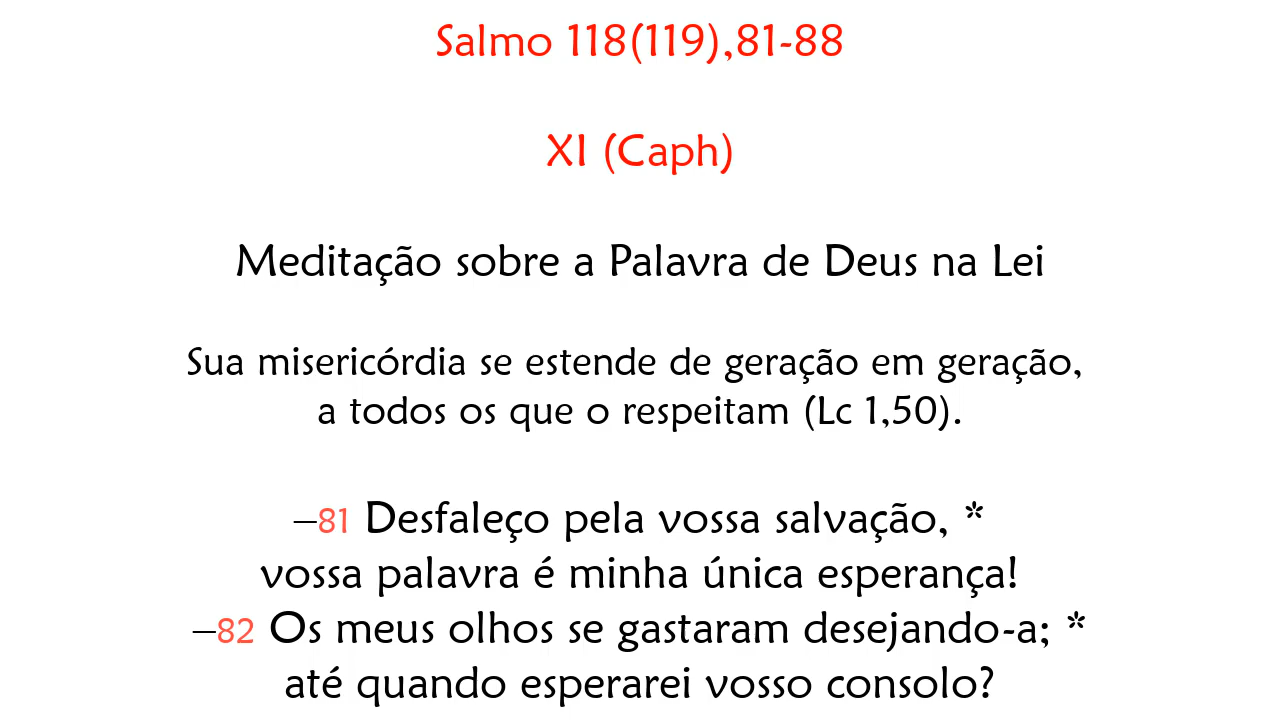 Salmo 118(119),81-88
XI (Caph)
Meditação sobre a Palavra de Deus na Lei
Sua misericórdia se estende de geração em geração,
a todos os que o respeitam (Lc 1,50).
–81 Desfaleço pela vossa salvação, *
vossa palavra é minha única esperança!
–82 Os meus olhos se gastaram desejando-a; *
até quando esperarei vosso consolo?